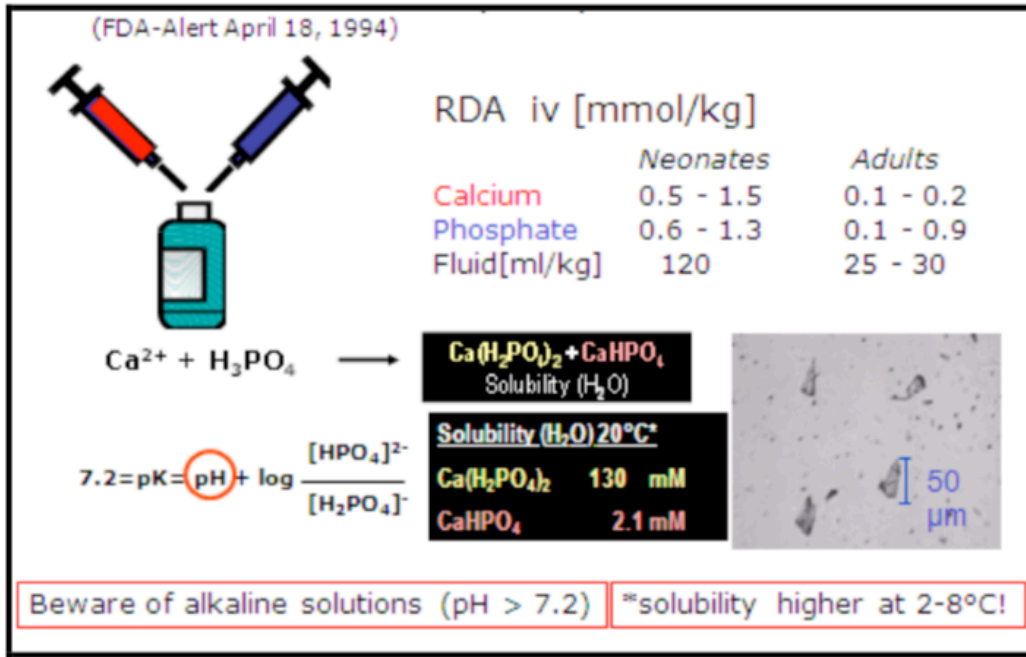 (FDA-Alert April 18, 1994)
RDA iv [mmol/kg]
Neonates Adults
Calcium 0.5 - 1.5 0.1 - 0.2
Phosphate 0.6 - 1.3 0.1 - 0.9
Fluid[ml/kg] 120 25 - 30
Ca²⁺ + H₃PO₄ ⟶ Ca(H₂PO₄)₂+CaHPO₄
Solubility (H₂O)
7.2=pK=pH+ log [HPO₄]²⁻
[H₂PO₄]⁻
Solubility (H₂O) 20°C*
Ca(H₂PO₄)₂ 130 mM
CaHPO₄ 2.1 mM
50
µm
Beware of alkaline solutions (pH > 7.2)
*solubility higher at 2-8°C!